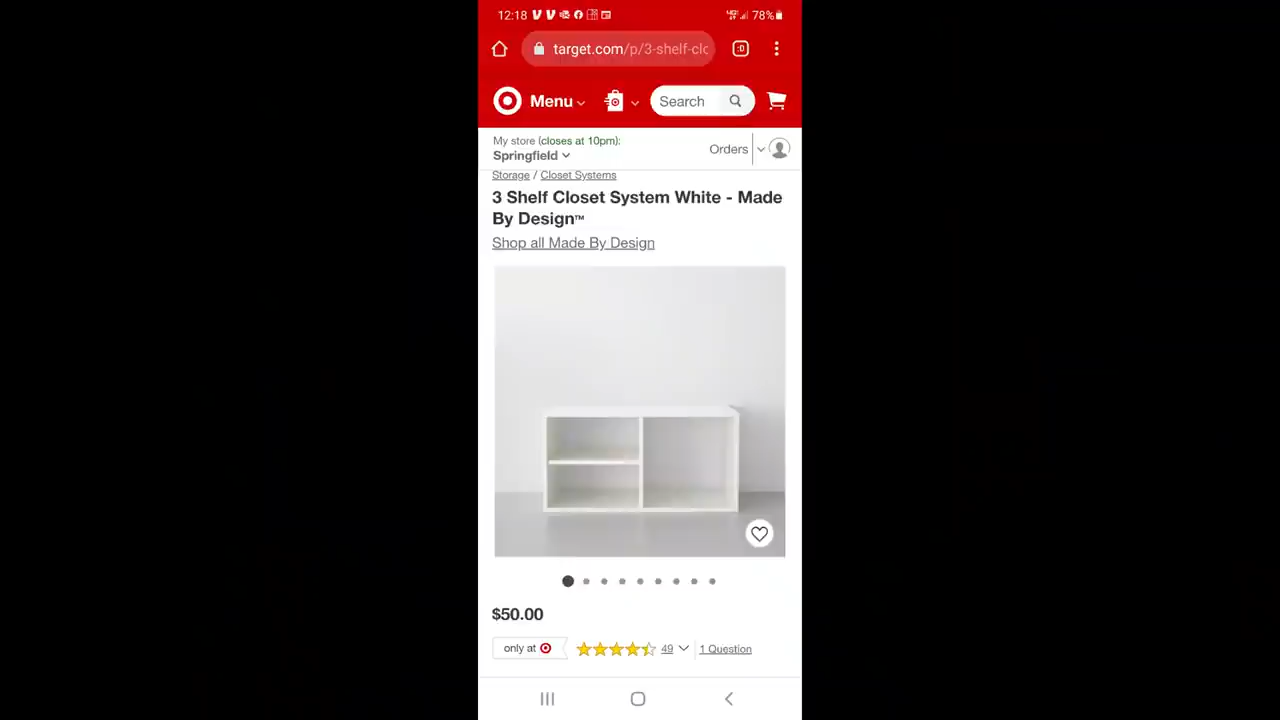 12:18 78%
target.com/p/3-shelf-clc :D
Menu Search
My store (closes at 10pm):
Springfield
Orders
Storage / Closet Systems
3 Shelf Closet System White - Made
By Design™
Shop all Made By Design
$50.00
only at 49 1 Question